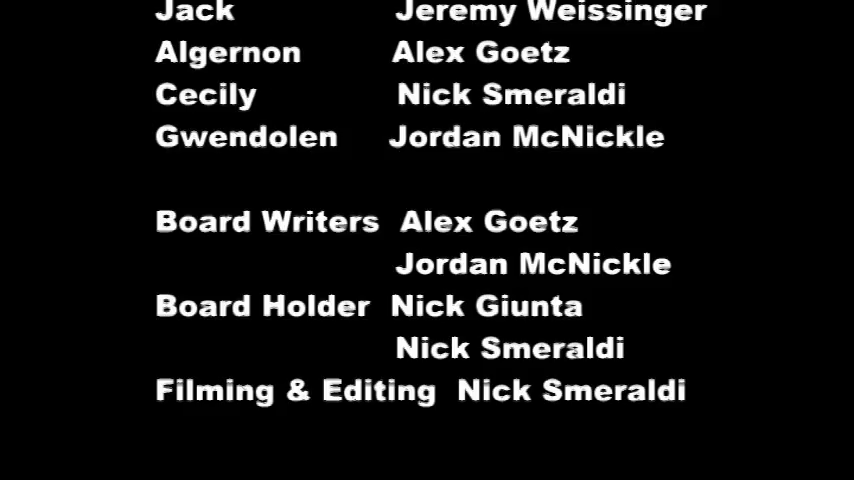 Jack Jeremy Weissinger
Algernon Alex Goetz
Cecily Nick Smeraldi
Gwendolen Jordan McNickle
Board Writers Alex Goetz
Jordan McNickle
Board Holder Nick Giunta
Nick Smeraldi
Filming & Editing Nick Smeraldi